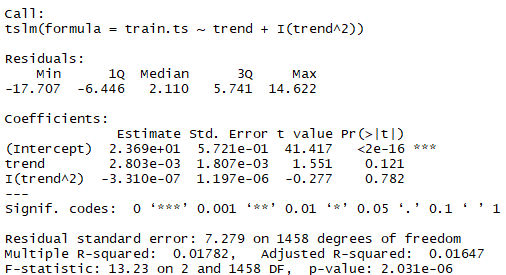 Call:
tslm(formula = train.ts ~ trend + I(trend^2))
Residuals:
Min 1Q Median 3Q Max
-17.707 -6.446 2.110 5.741 14.622
Coefficients:
Estimate Std. Error t value Pr(>|t|)
(Intercept) 2.369e+01 5.721e-01 41.417 <2e-16 ***
trend 2.803e-03 1.807e-03 1.551 0.121
I(trend^2) -3.310e-07 1.197e-06 -0.277 0.782
---
Signif. codes: 0 ‘***’ 0.001 ‘**’ 0.01 ‘*’ 0.05 ‘.’ 0.1 ‘ ’ 1
Residual standard error: 7.279 on 1458 degrees of freedom
Multiple R-squared: 0.01782, Adjusted R-squared: 0.01647
F-statistic: 13.23 on 2 and 1458 DF, p-value: 2.031e-06